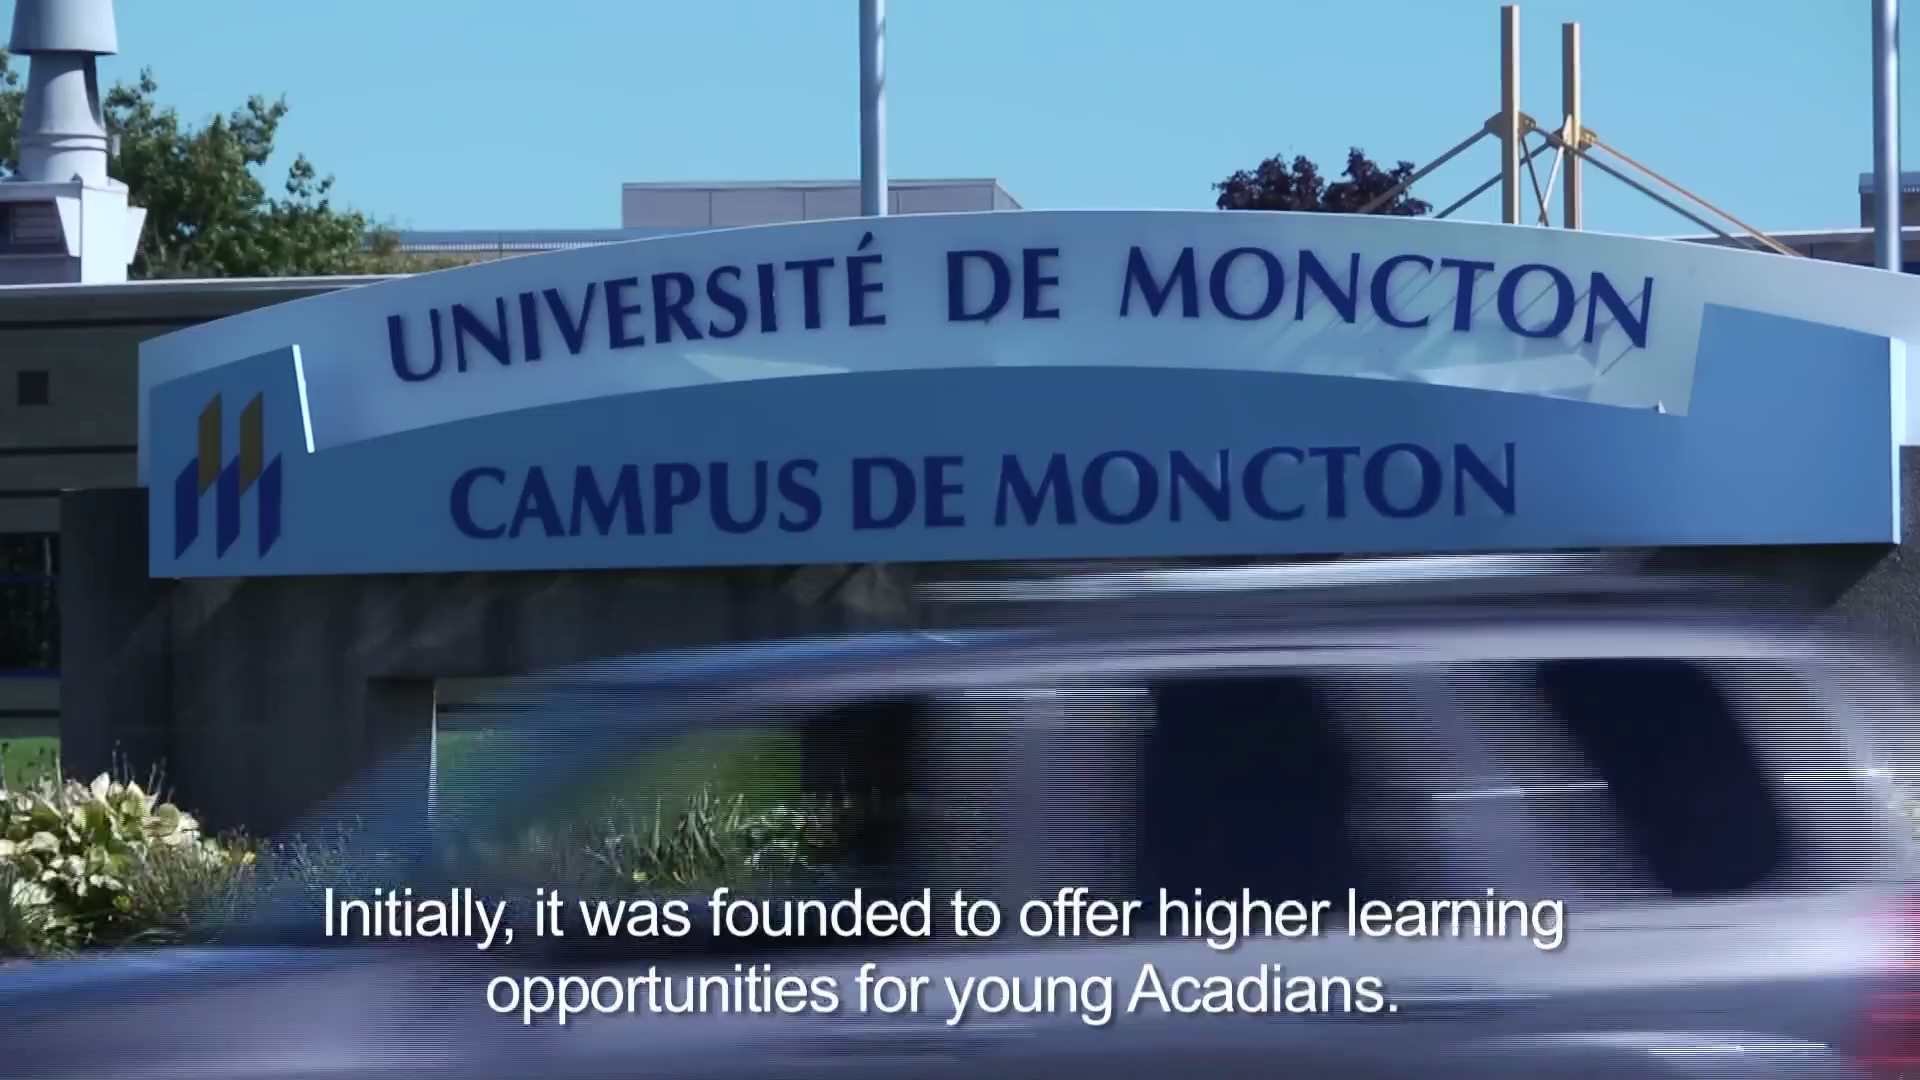 UNIVERSITÉ DE MONCTON
CAMPUS DE MONCTON
Initially, it was founded to offer higher learning
opportunities for young Acadians.